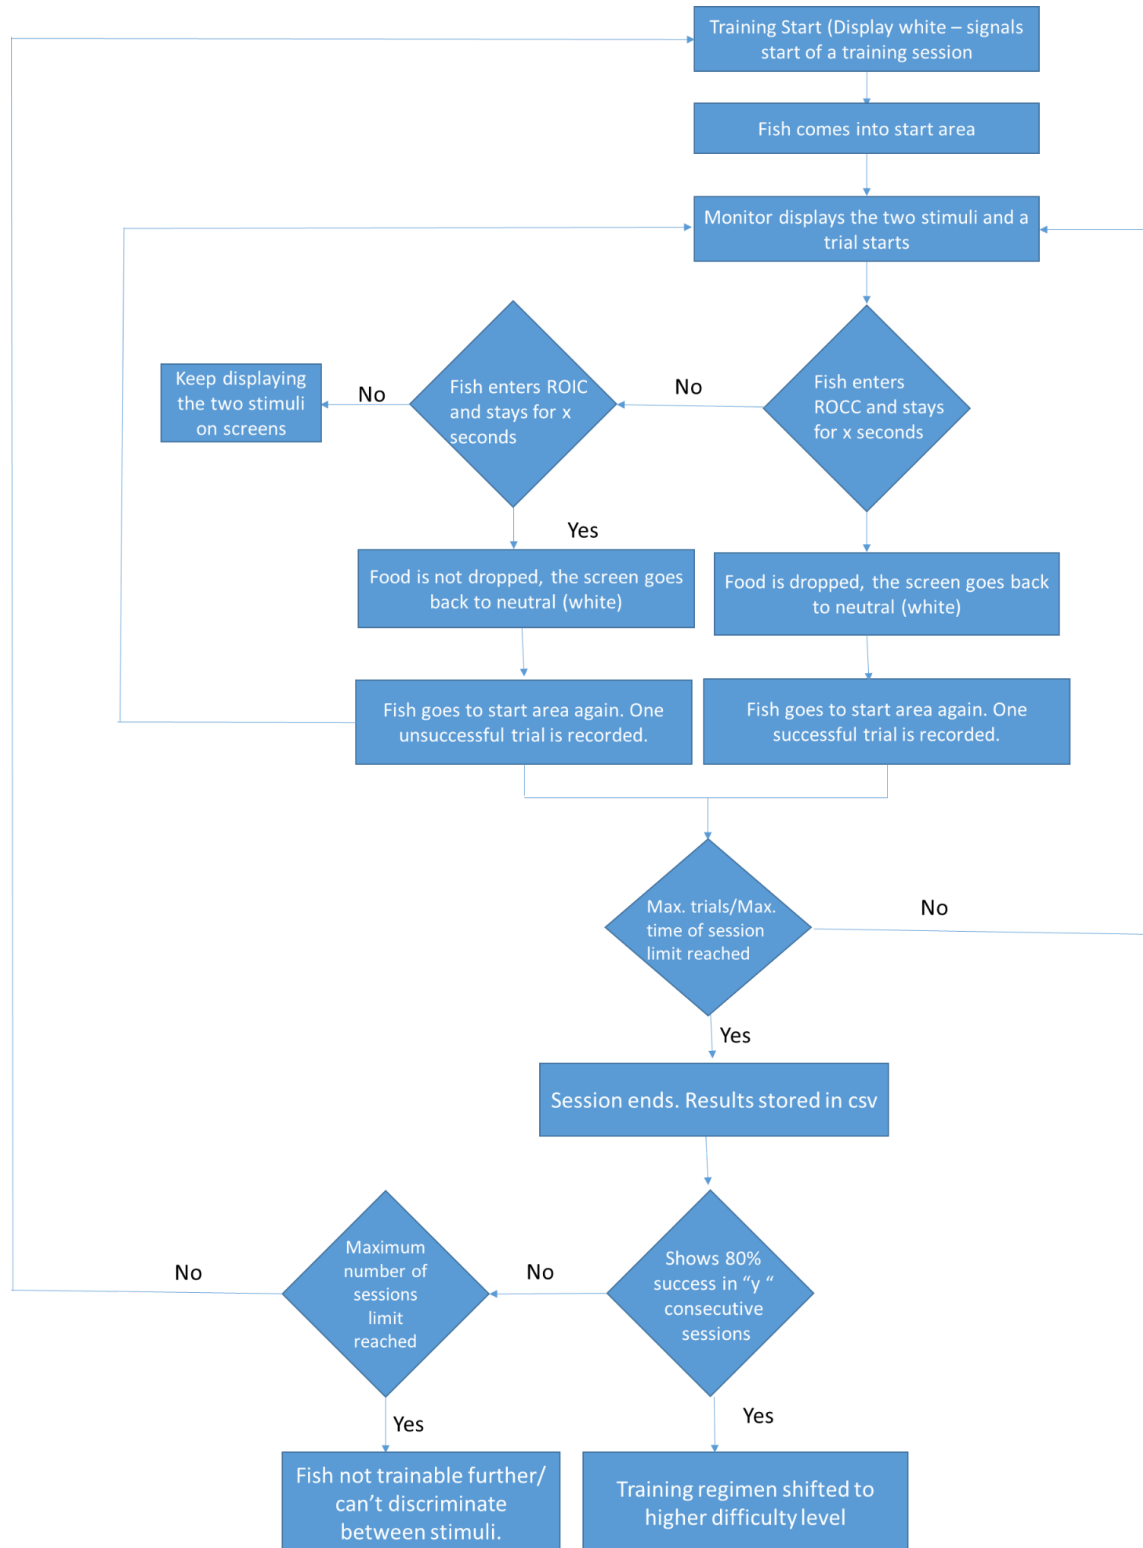 Training Start (Display white – signals
start of a training session
Fish comes into start area
Monitor displays the two stimuli and a
trial starts
Fish enters
ROCC and stays
for x seconds
No
Fish enters ROIC
and stays for x
seconds
No
Keep displaying
the two stimuli
on screens
Yes
Food is not dropped, the screen goes
back to neutral (white)
Food is dropped, the screen goes back
to neutral (white)
Fish goes to start area again. One
unsuccessful trial is recorded.
Fish goes to start area again. One
successful trial is recorded.
Max. trials/Max.
time of session
limit reached
No
Yes
Session ends. Results stored in csv
Shows 80%
success in “y “
consecutive
sessions
No
Maximum
number of
sessions
limit
reached
No
Yes
Yes
Fish not trainable further/
can’t discriminate
between stimuli.
Training regimen shifted to
higher difficulty level